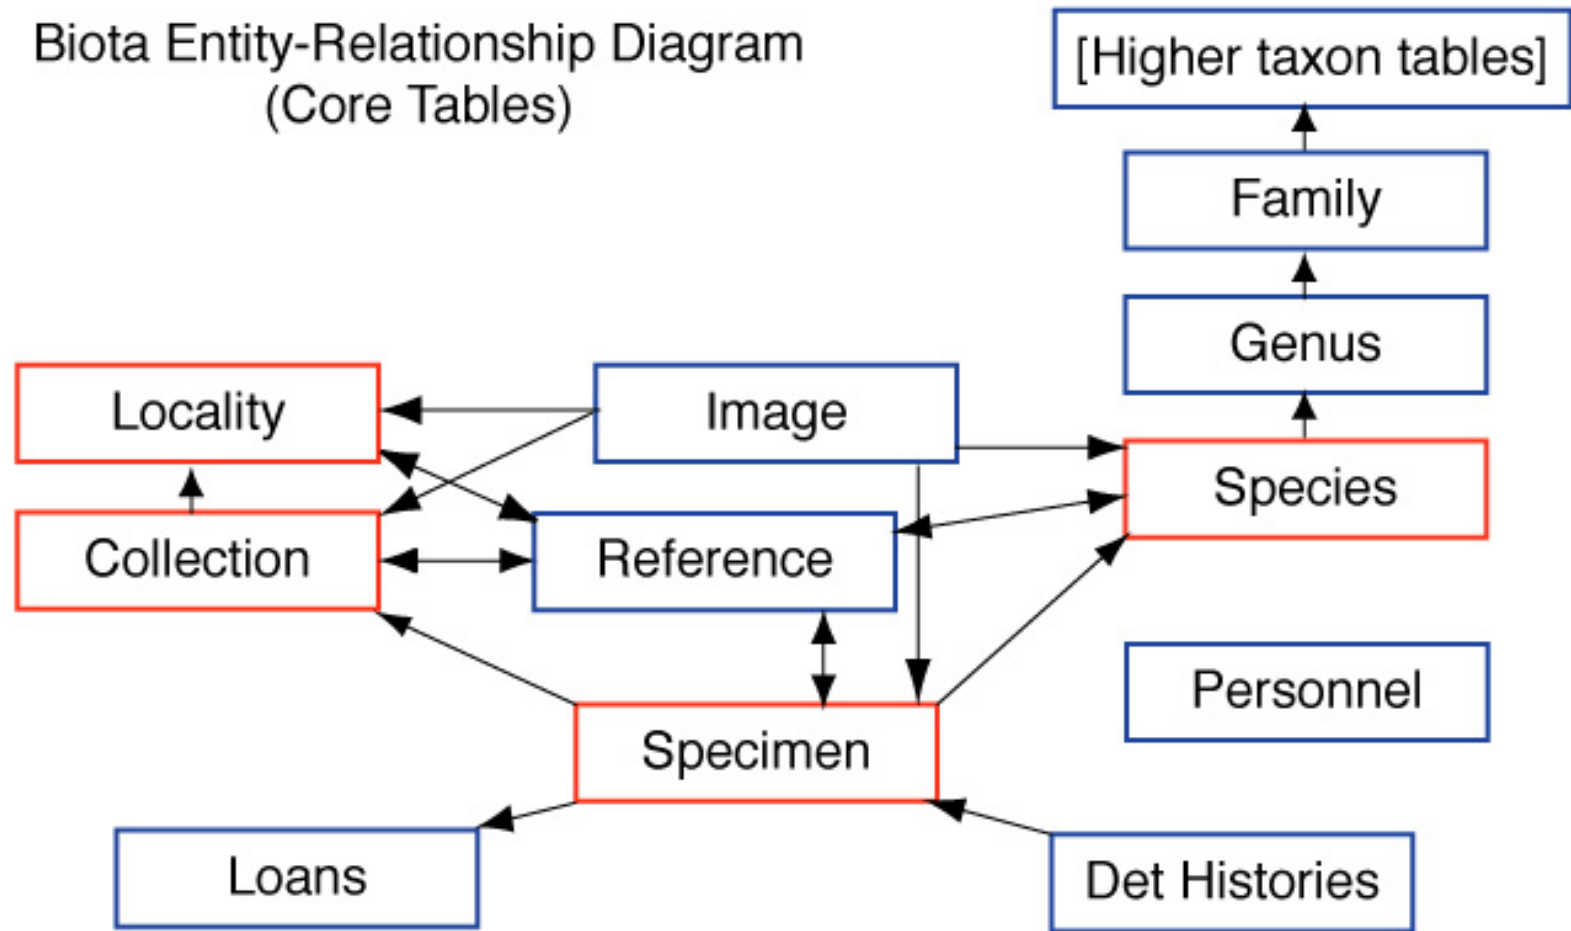 Biota Entity-Relationship Diagram
(Core Tables)
[Higher taxon tables]
Family
Genus
Locality
Image
Species
Collection
Reference
Personnel
Specimen
Loans
Det Histories